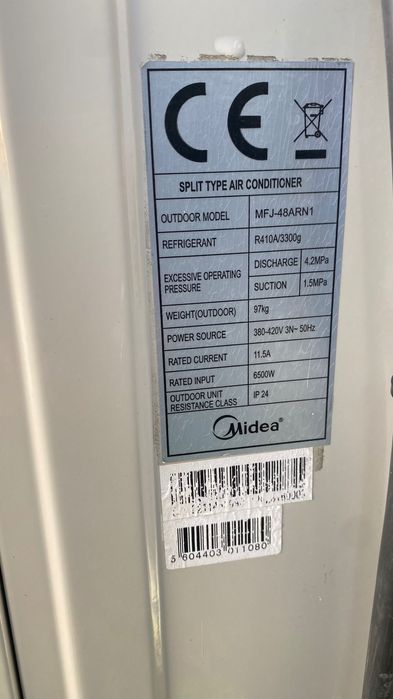 CE
SPLIT TYPE AIR CONDITIONER
OUTDOOR MODEL MFJ-48ARN1
REFRIGERANT R410A/3300g
EXCESSIVE OPERATING PRESSURE DISCHARGE 4.2MPa
SUCTION 1.5MPa
WEIGHT(OUTDOOR) 97kg
POWER SOURCE 380-420V 3N~ 50Hz
RATED CURRENT 11.5A
RATED INPUT 6500W
OUTDOOR UNIT RESISTANCE CLASS IP 24
Midea®
5 604403 011080